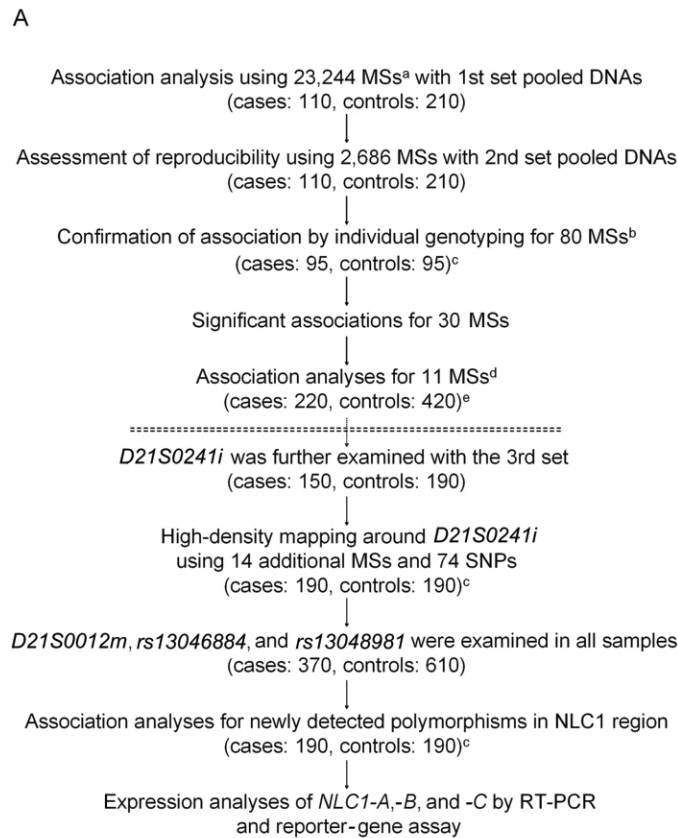 A
Association analysis using 23,244 MSsᵃ with 1st set pooled DNAs
(cases: 110, controls: 210)
Assessment of reproducibility using 2,686 MSs with 2nd set pooled DNAs
(cases: 110, controls: 210)
Confirmation of association by individual genotyping for 80 MSsᵇ
(cases: 95, controls: 95)ᶜ
Significant associations for 30 MSs
Association analyses for 11 MSsᵈ
(cases: 220, controls: 420)ᵉ
D21S0241i was further examined with the 3rd set
(cases: 150, controls: 190)
High-density mapping around D21S0241i
using 14 additional MSs and 74 SNPs
(cases: 190, controls: 190)ᶜ
D21S0012m, rs13046884, and rs13048981 were examined in all samples
(cases: 370, controls: 610)
Association analyses for newly detected polymorphisms in NLC1 region
(cases: 190, controls: 190)ᶜ
Expression analyses of NLC1-A,-B, and -C by RT-PCR
and reporter-gene assay